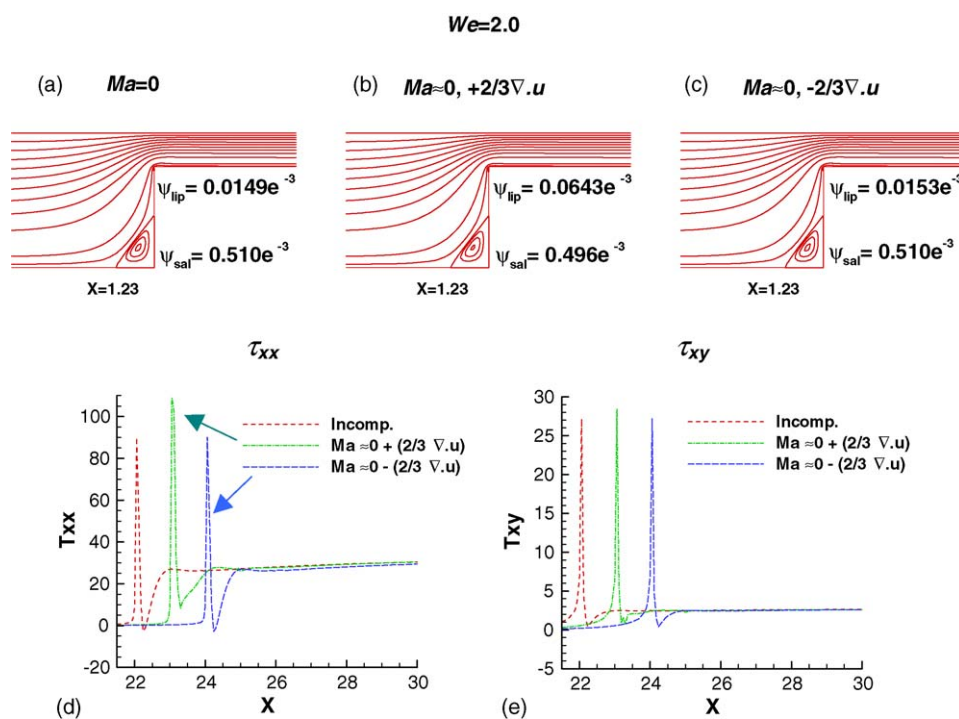 We=2.0
(a) Ma=0
(b) Ma≈0, +2/3∇.u
(c) Ma≈0, -2/3∇.u
ψlip= 0.0149e⁻³
ψsal= 0.510e⁻³
X=1.23
ψlip= 0.0643e⁻³
ψsal= 0.496e⁻³
X=1.23
ψlip= 0.0153e⁻³
ψsal= 0.510e⁻³
X=1.23
τxx
Txx
100
80
60
40
20
0
-20
Incomp.
Ma ≈0 + (2/3 ∇.u)
Ma ≈0 - (2/3 ∇.u)
22 24 26 28 30
X
(d)
τxy
Txy
30
25
20
15
10
5
0
-5
Incomp.
Ma ≈0 + (2/3 ∇.u)
Ma ≈0 - (2/3 ∇.u)
22 24 26 28 30
X
(e)